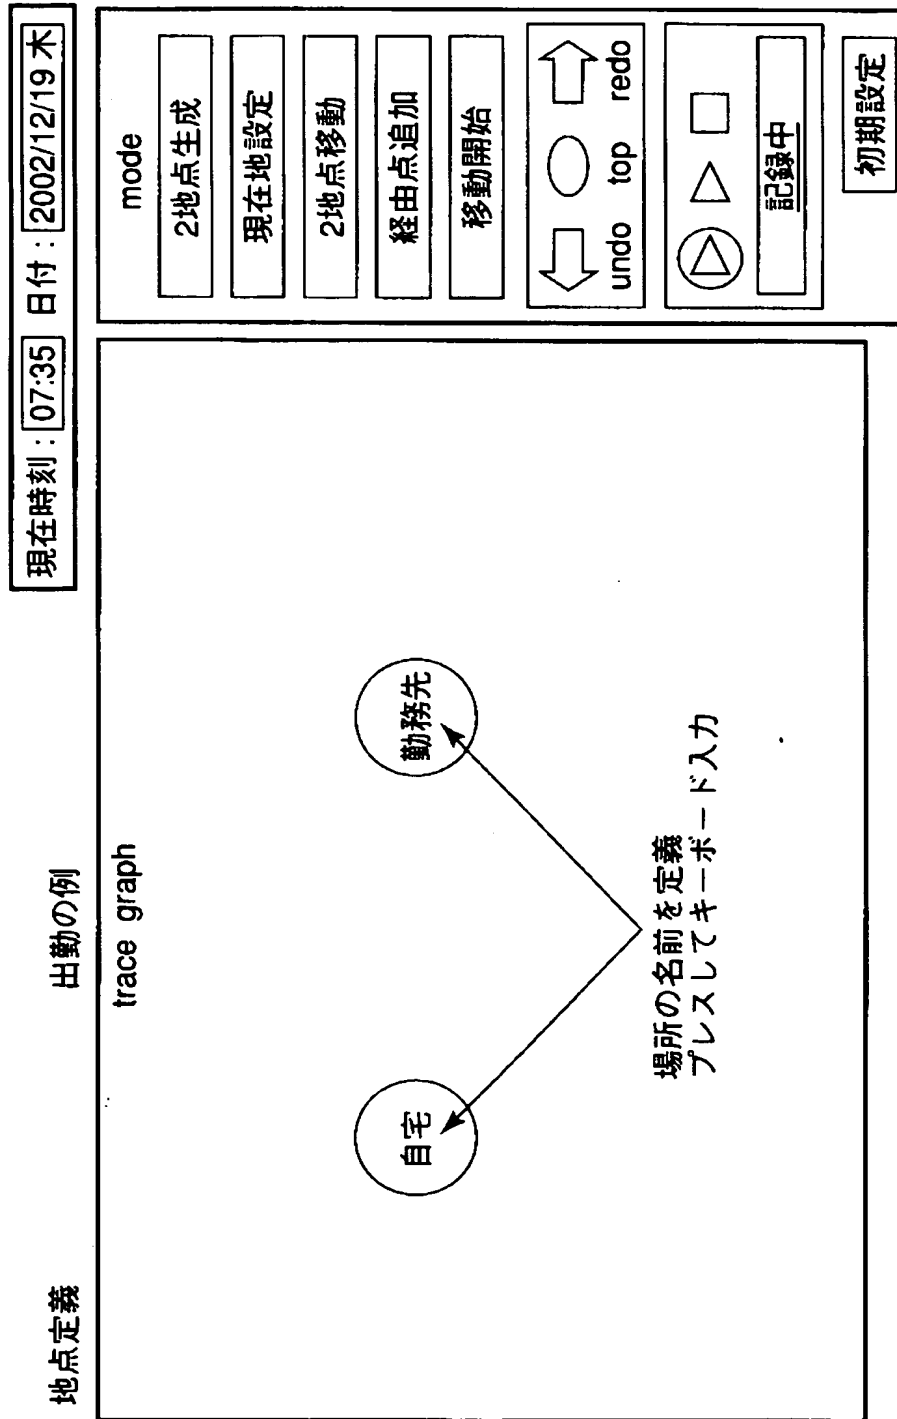 地点定義
出勤の例
現在時刻：07:35 日付：2002/12/19 木
trace graph
自宅
勤務先
場所の名前を定義
プレスしてキーボード入力
mode
2地点生成
現在地設定
2地点移動
経由点追加
移動開始
undo top redo
記録中
初期設定